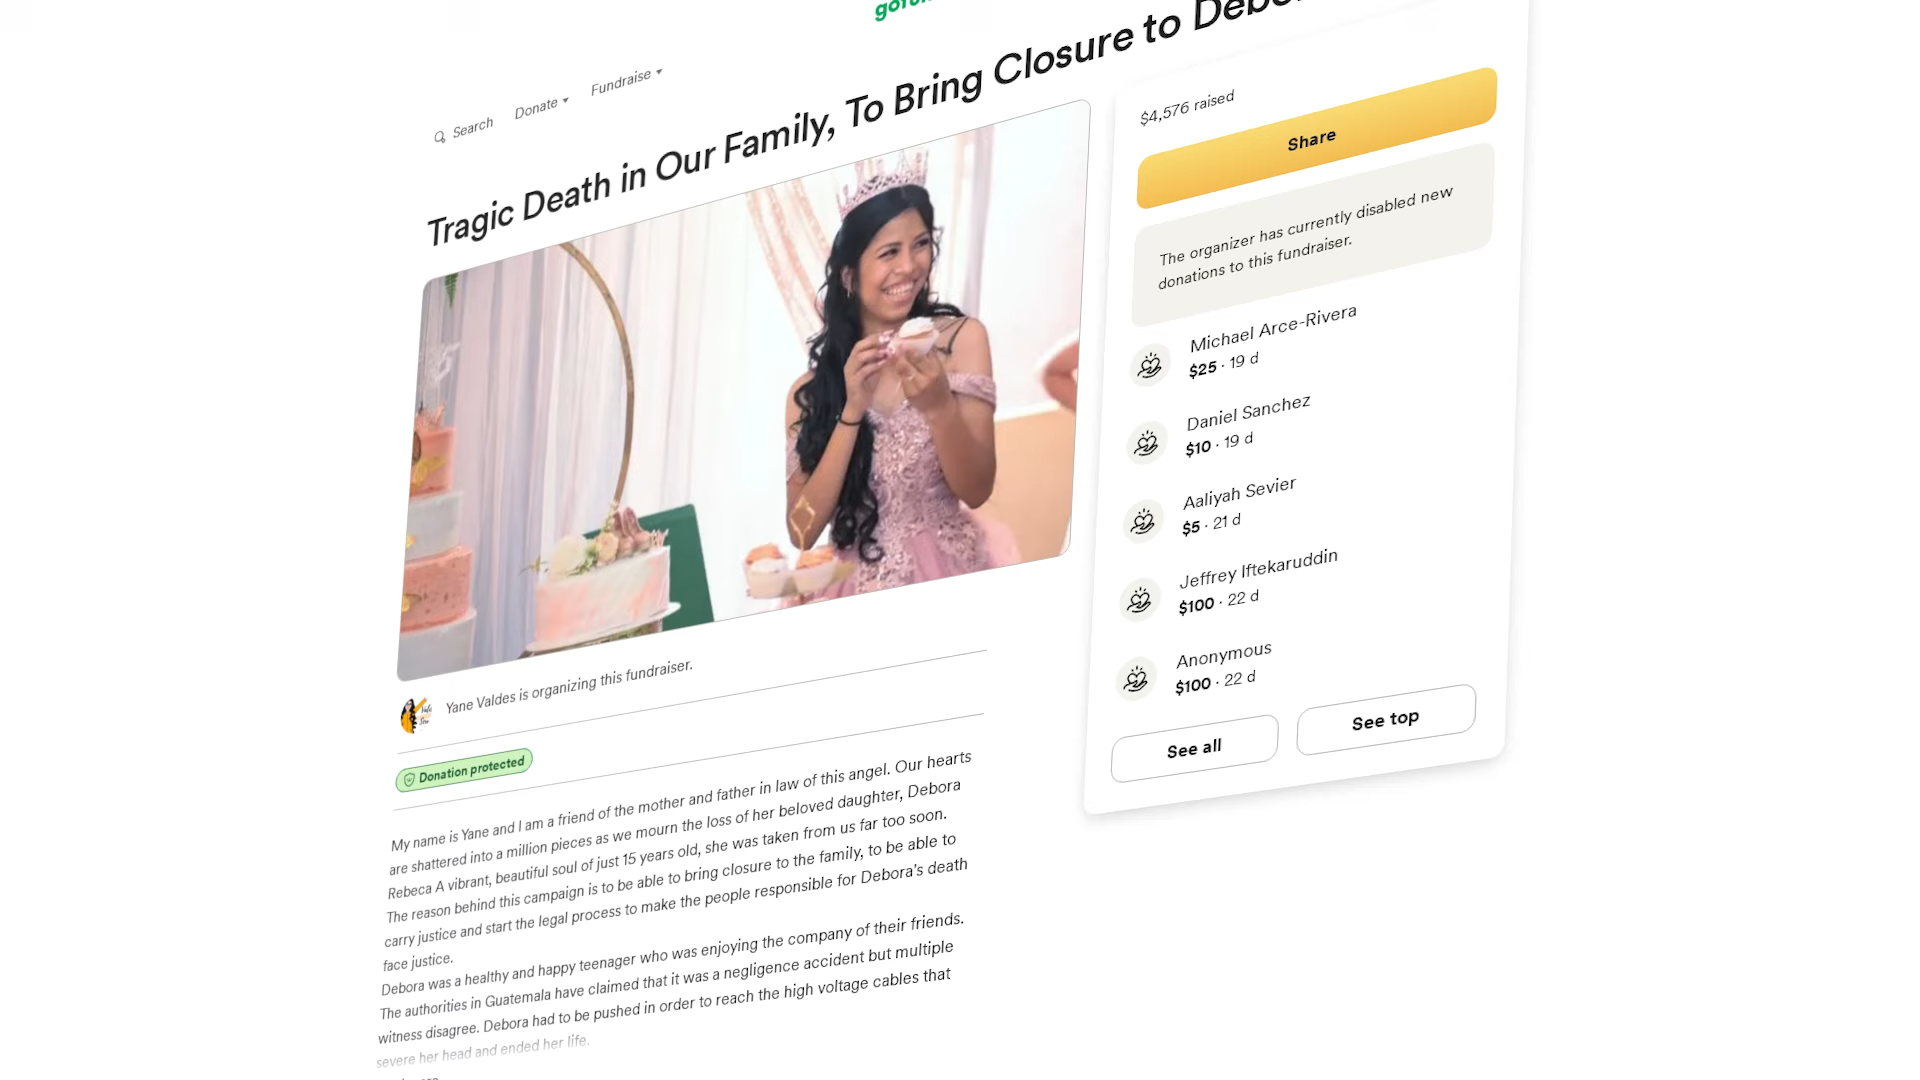 Search
Donate
Fundraise
Tragic Death in Our Family, To Bring Closure to
$4,576 raised
Share
The organizer has currently disabled new
donations to this fundraiser.
Michael Arce-Rivera
$25 · 19 d
Daniel Sanchez
$10 · 19 d
Aaliyah Sevier
$5 · 21 d
Jeffrey Iftekaruddin
$100 · 22 d
Anonymous
$100 · 22 d
See all
See top
Yane Valdes is organizing this fundraiser.
Donation protected
My name is Yane and I am a friend of the mother and father in law of this angel. Our hearts
are shattered into a million pieces as we mourn the loss of her beloved daughter, Debora
Rebeca A vibrant, beautiful soul of just 15 years old, she was taken from us far too soon.
The reason behind this campaign is to be able to bring closure to the family, to be able to
carry justice and start the legal process to make the people responsible for Debora's death
face justice.
Debora was a healthy and happy teenager who was enjoying the company of their friends.
The authorities in Guatemala have claimed that it was a negligence accident but multiple
witness disagree. Debora had to be pushed in order to reach the high voltage cables that
severe her head and ended her life.